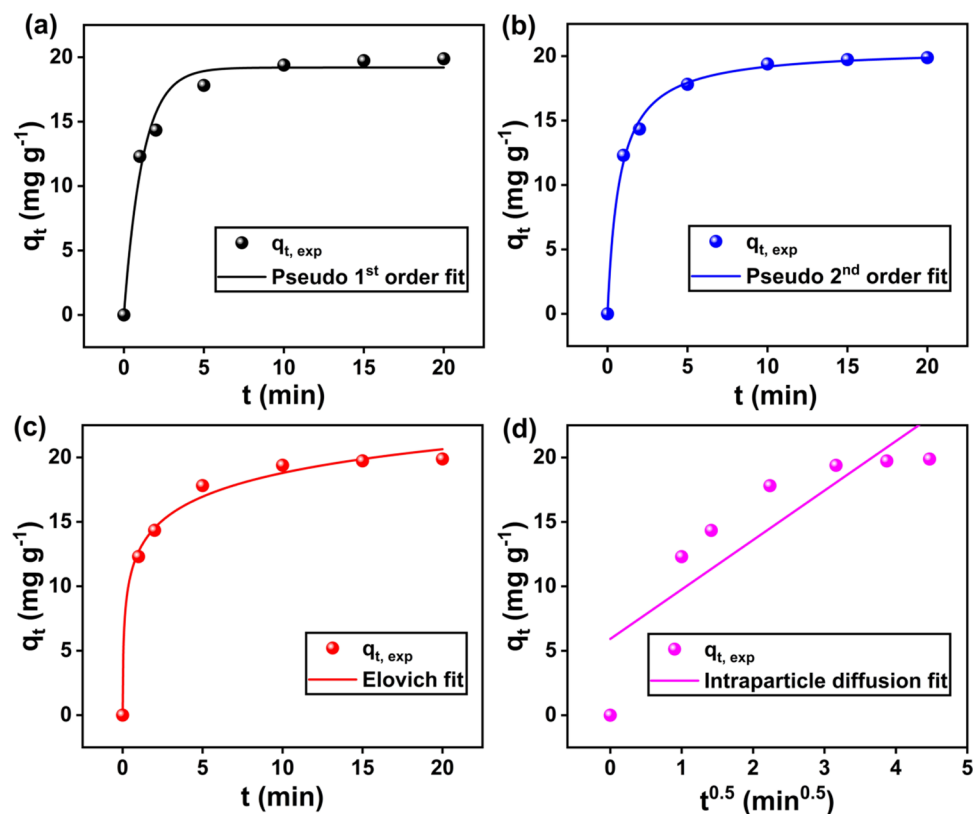 (a)
20
15
10
5
0
q_t (mg g⁻¹)
q_t, exp
Pseudo 1ˢᵗ order fit
0 5 10 15 20
t (min)
(b)
20
15
10
5
0
q_t (mg g⁻¹)
q_t, exp
Pseudo 2ⁿᵈ order fit
0 5 10 15 20
t (min)
(c)
20
15
10
5
0
q_t (mg g⁻¹)
q_t, exp
Elovich fit
0 5 10 15 20
t (min)
(d)
20
15
10
5
0
q_t (mg g⁻¹)
q_t, exp
Intraparticle diffusion fit
0 1 2 3 4 5
t⁰·⁵ (min⁰·⁵)